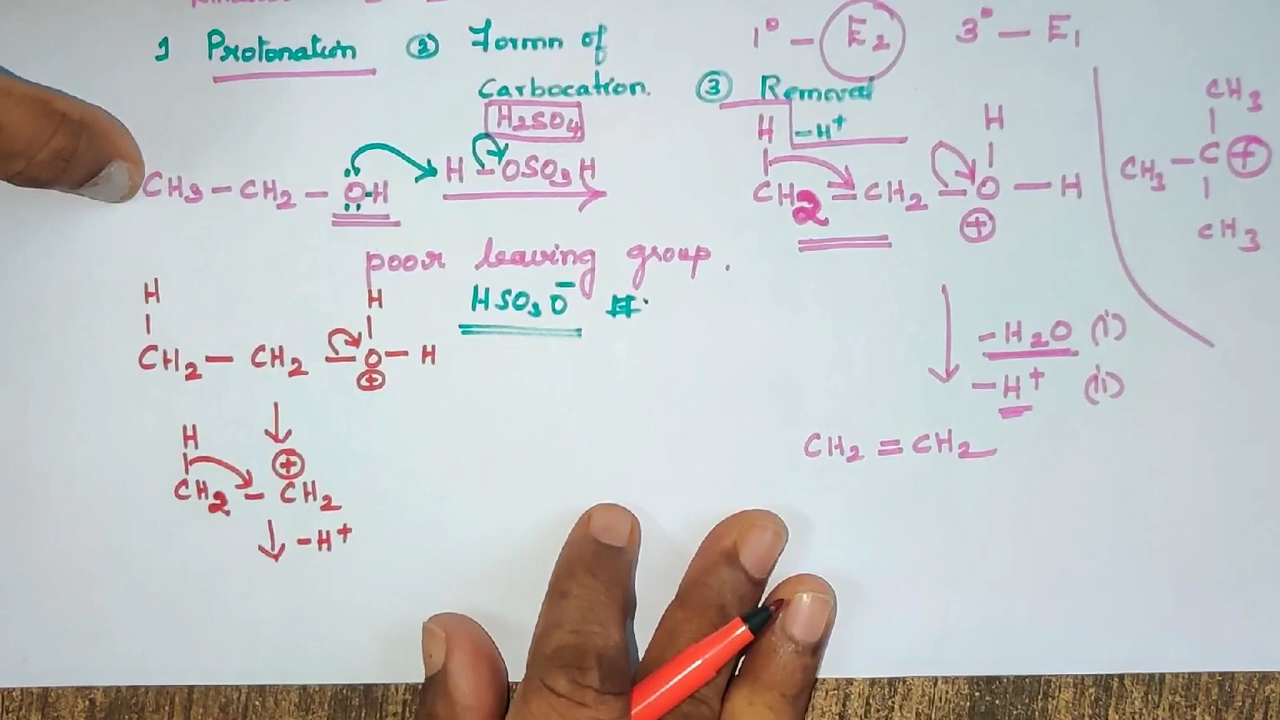 1 Protonation ② Formn of Carbocation. ③ Removal
1° – E₂ 3° – E₁
H₂SO₄
CH₃ – CH₂ – OH H – OSO₃H
H –H⁺ H
CH₂ = CH₂ – O – H
⊕
CH₃
CH₃ – C ⊕
CH₃
poor leaving group.
HSO₃O⁻
H H
CH₂ – CH₂ – O – H
⊕
–H₂O (i)
–H⁺ (ii)
CH₂ = CH₂
H ⊕
CH₂ – CH₂
–H⁺